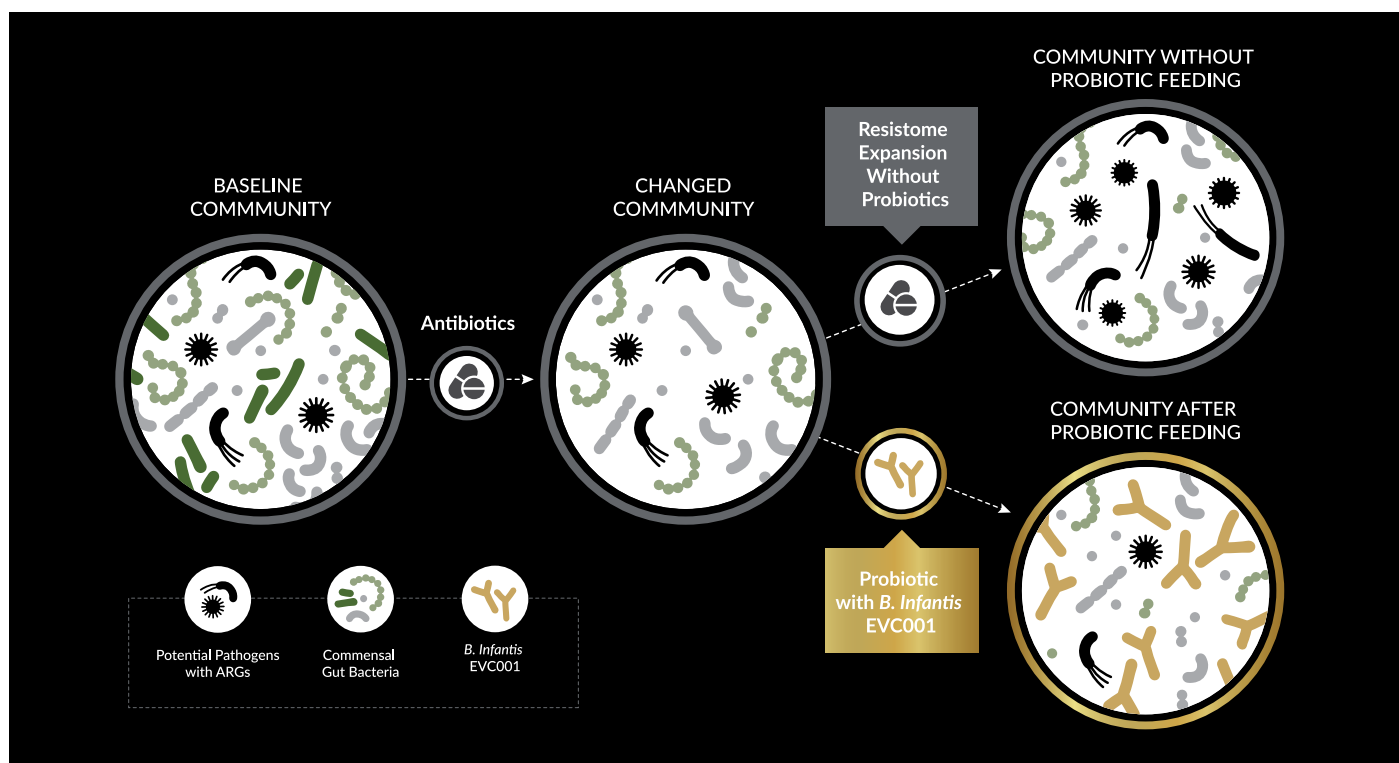 BASELINE
COMMMUNITY
Antibiotics
CHANGED
COMMMUNITY
Resistome
Expansion
Without
Probiotics
COMMUNITY WITHOUT
PROBIOTIC FEEDING
COMMUNITY AFTER
PROBIOTIC FEEDING
Probiotic
with B. Infantis
EVC001
Potential Pathogens
with ARGs
Commensal
Gut Bacteria
B. Infantis
EVC001